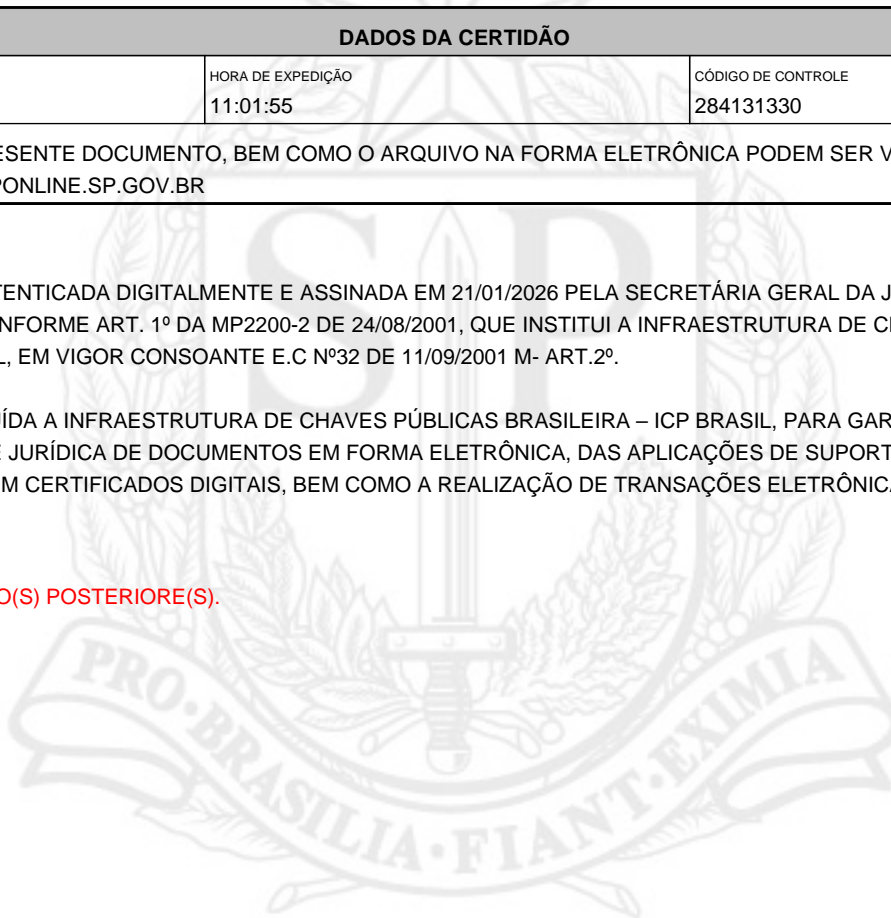 DADOS DA CERTIDÃO
HORA DE EXPEDIÇÃO
CÓDIGO DE CONTROLE
11:01:55
284131330
ESENTE DOCUMENTO, BEM COMO O ARQUIVO NA FORMA ELETRÔNICA PODEM SER V
PONLINE.SP.GOV.BR
TENTICADA DIGITALMENTE E ASSINADA EM 21/01/2026 PELA SECRETÁRIA GERAL DA J
NFORME ART. 1º DA MP2200-2 DE 24/08/2001, QUE INSTITUI A INFRAESTRUTURA DE C
L, EM VIGOR CONSOANTE E.C Nº32 DE 11/09/2001 M- ART.2º.
UÍDA A INFRAESTRUTURA DE CHAVES PÚBLICAS BRASILEIRA – ICP BRASIL, PARA GAR
E JURÍDICA DE DOCUMENTOS EM FORMA ELETRÔNICA, DAS APLICAÇÕES DE SUPORT
M CERTIFICADOS DIGITAIS, BEM COMO A REALIZAÇÃO DE TRANSAÇÕES ELETRÔNICA
O(S) POSTERIORE(S).
SP
PRO·BRASILIA·FIANT·EXIMIA